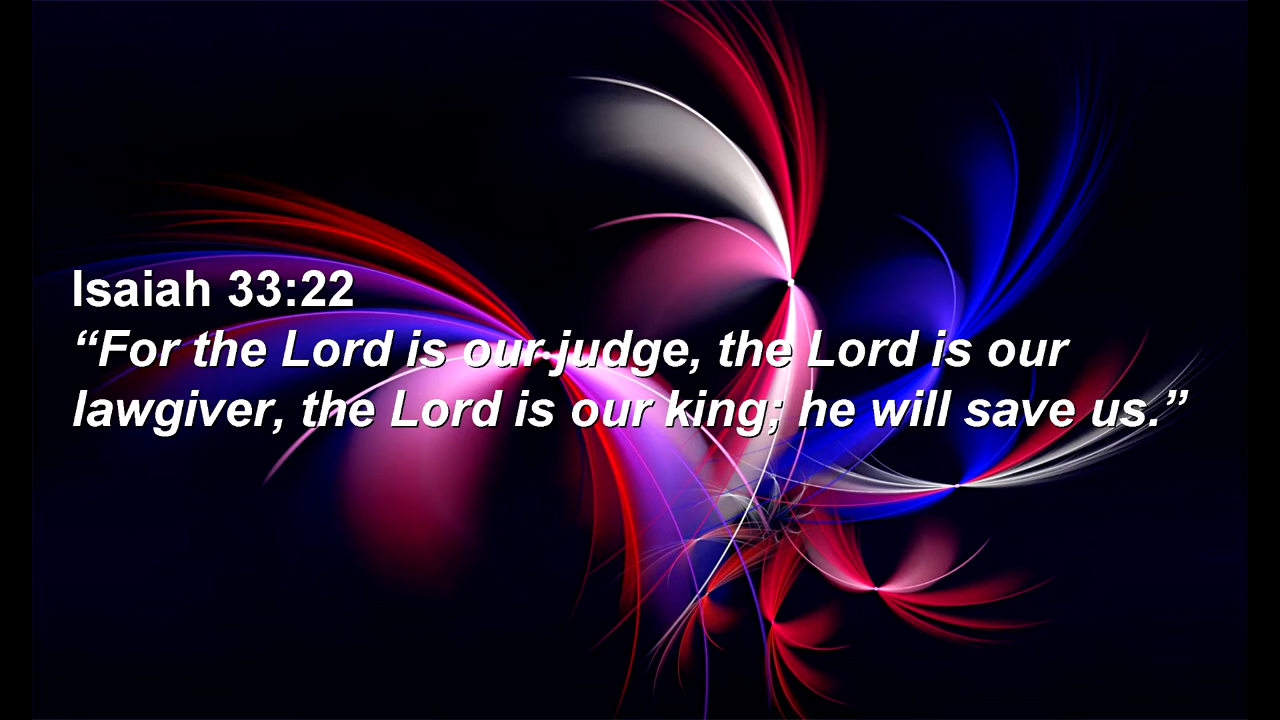 Isaiah 33:22
“For the Lord is our judge, the Lord is our
lawgiver, the Lord is our king; he will save us.”